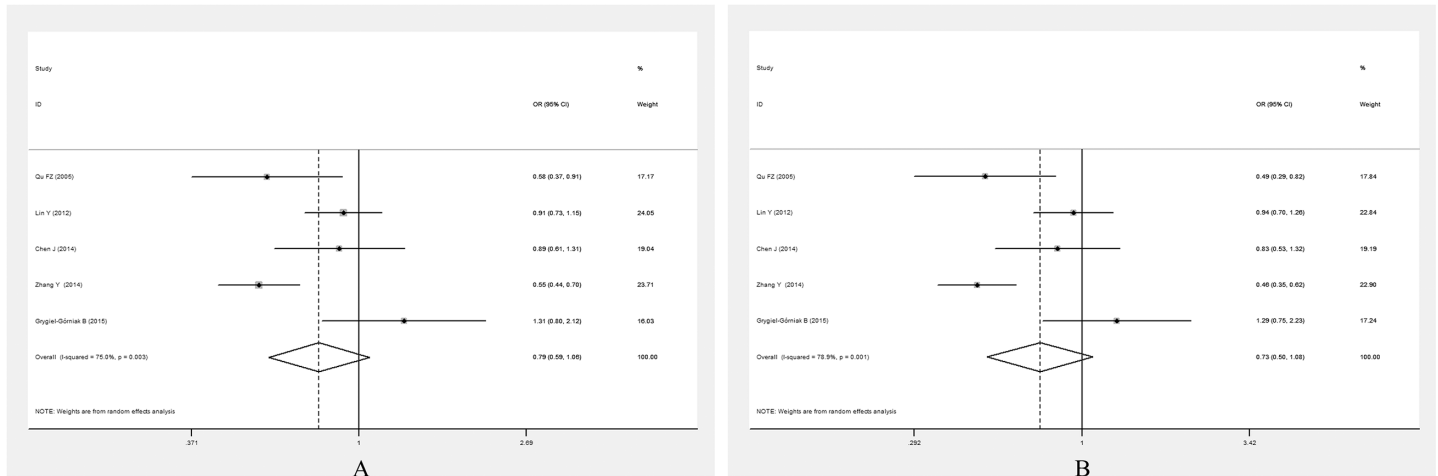 Study %
ID OR (95% CI) Weight
Qu FZ (2005) 0.58 (0.37, 0.91) 17.17
Lin Y (2012) 0.91 (0.73, 1.15) 24.05
Chen J (2014) 0.89 (0.61, 1.31) 19.04
Zhang Y (2014) 0.55 (0.44, 0.70) 23.71
Grygiel-Górniak B (2015) 1.31 (0.80, 2.12) 16.03
Overall (I-squared = 75.0%, p = 0.003) 0.79 (0.59, 1.06) 100.00
NOTE: Weights are from random effects analysis
.371 1 2.69
A
Study %
ID OR (95% CI) Weight
Qu FZ (2005) 0.49 (0.29, 0.82) 17.84
Lin Y (2012) 0.94 (0.70, 1.26) 22.84
Chen J (2014) 0.83 (0.53, 1.32) 19.19
Zhang Y (2014) 0.46 (0.35, 0.62) 22.90
Grygiel-Górniak B (2015) 1.29 (0.75, 2.23) 17.24
Overall (I-squared = 78.9%, p = 0.001) 0.73 (0.50, 1.08) 100.00
NOTE: Weights are from random effects analysis
.292 1 3.42
B